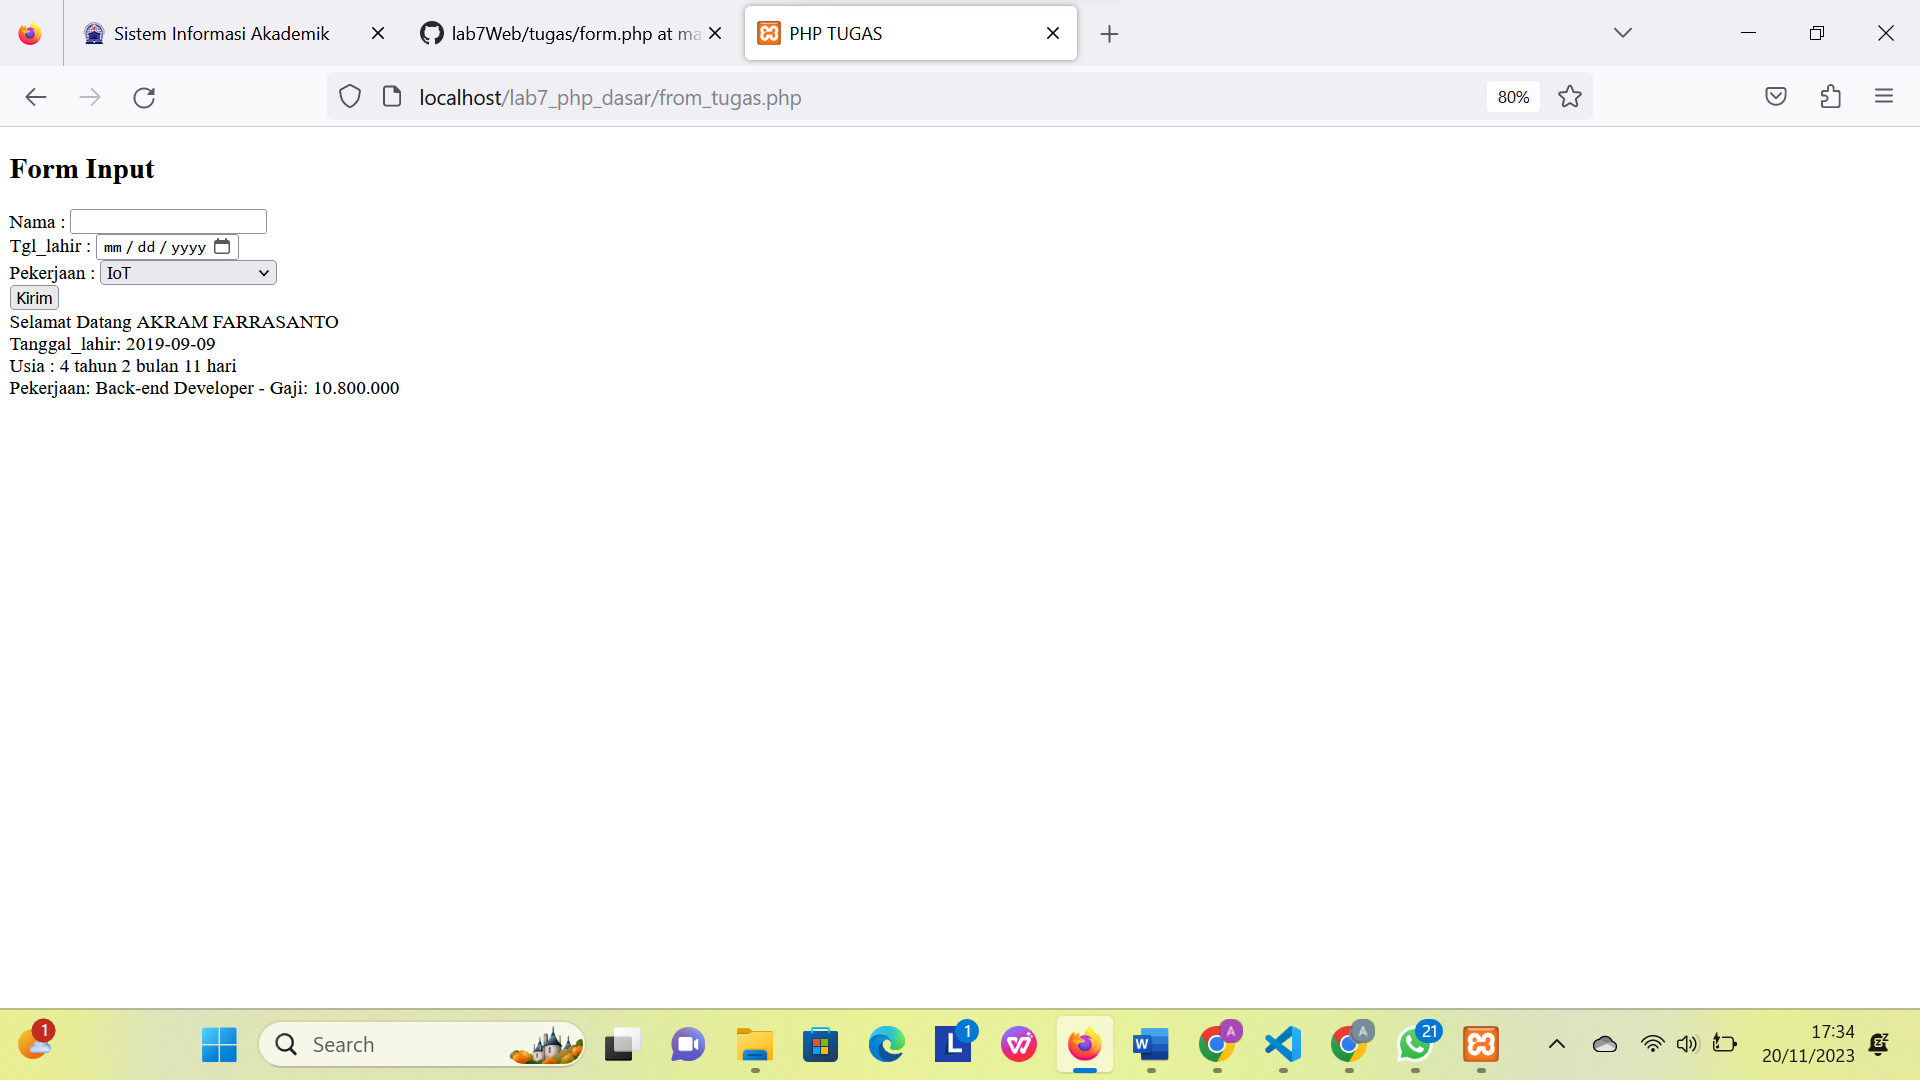 Sistem Informasi Akademik
lab7Web/tugas/form.php at ma
PHP TUGAS
localhost/lab7_php_dasar/from_tugas.php
80%
Form Input
Nama :
Tgl_lahir : mm / dd / yyyy
Pekerjaan : IoT
Kirim
Selamat Datang AKRAM FARRASANTO
Tanggal_lahir: 2019-09-09
Usia : 4 tahun 2 bulan 11 hari
Pekerjaan: Back-end Developer - Gaji: 10.800.000
1
Search
L
1
W
A
A
21
17:34
20/11/2023